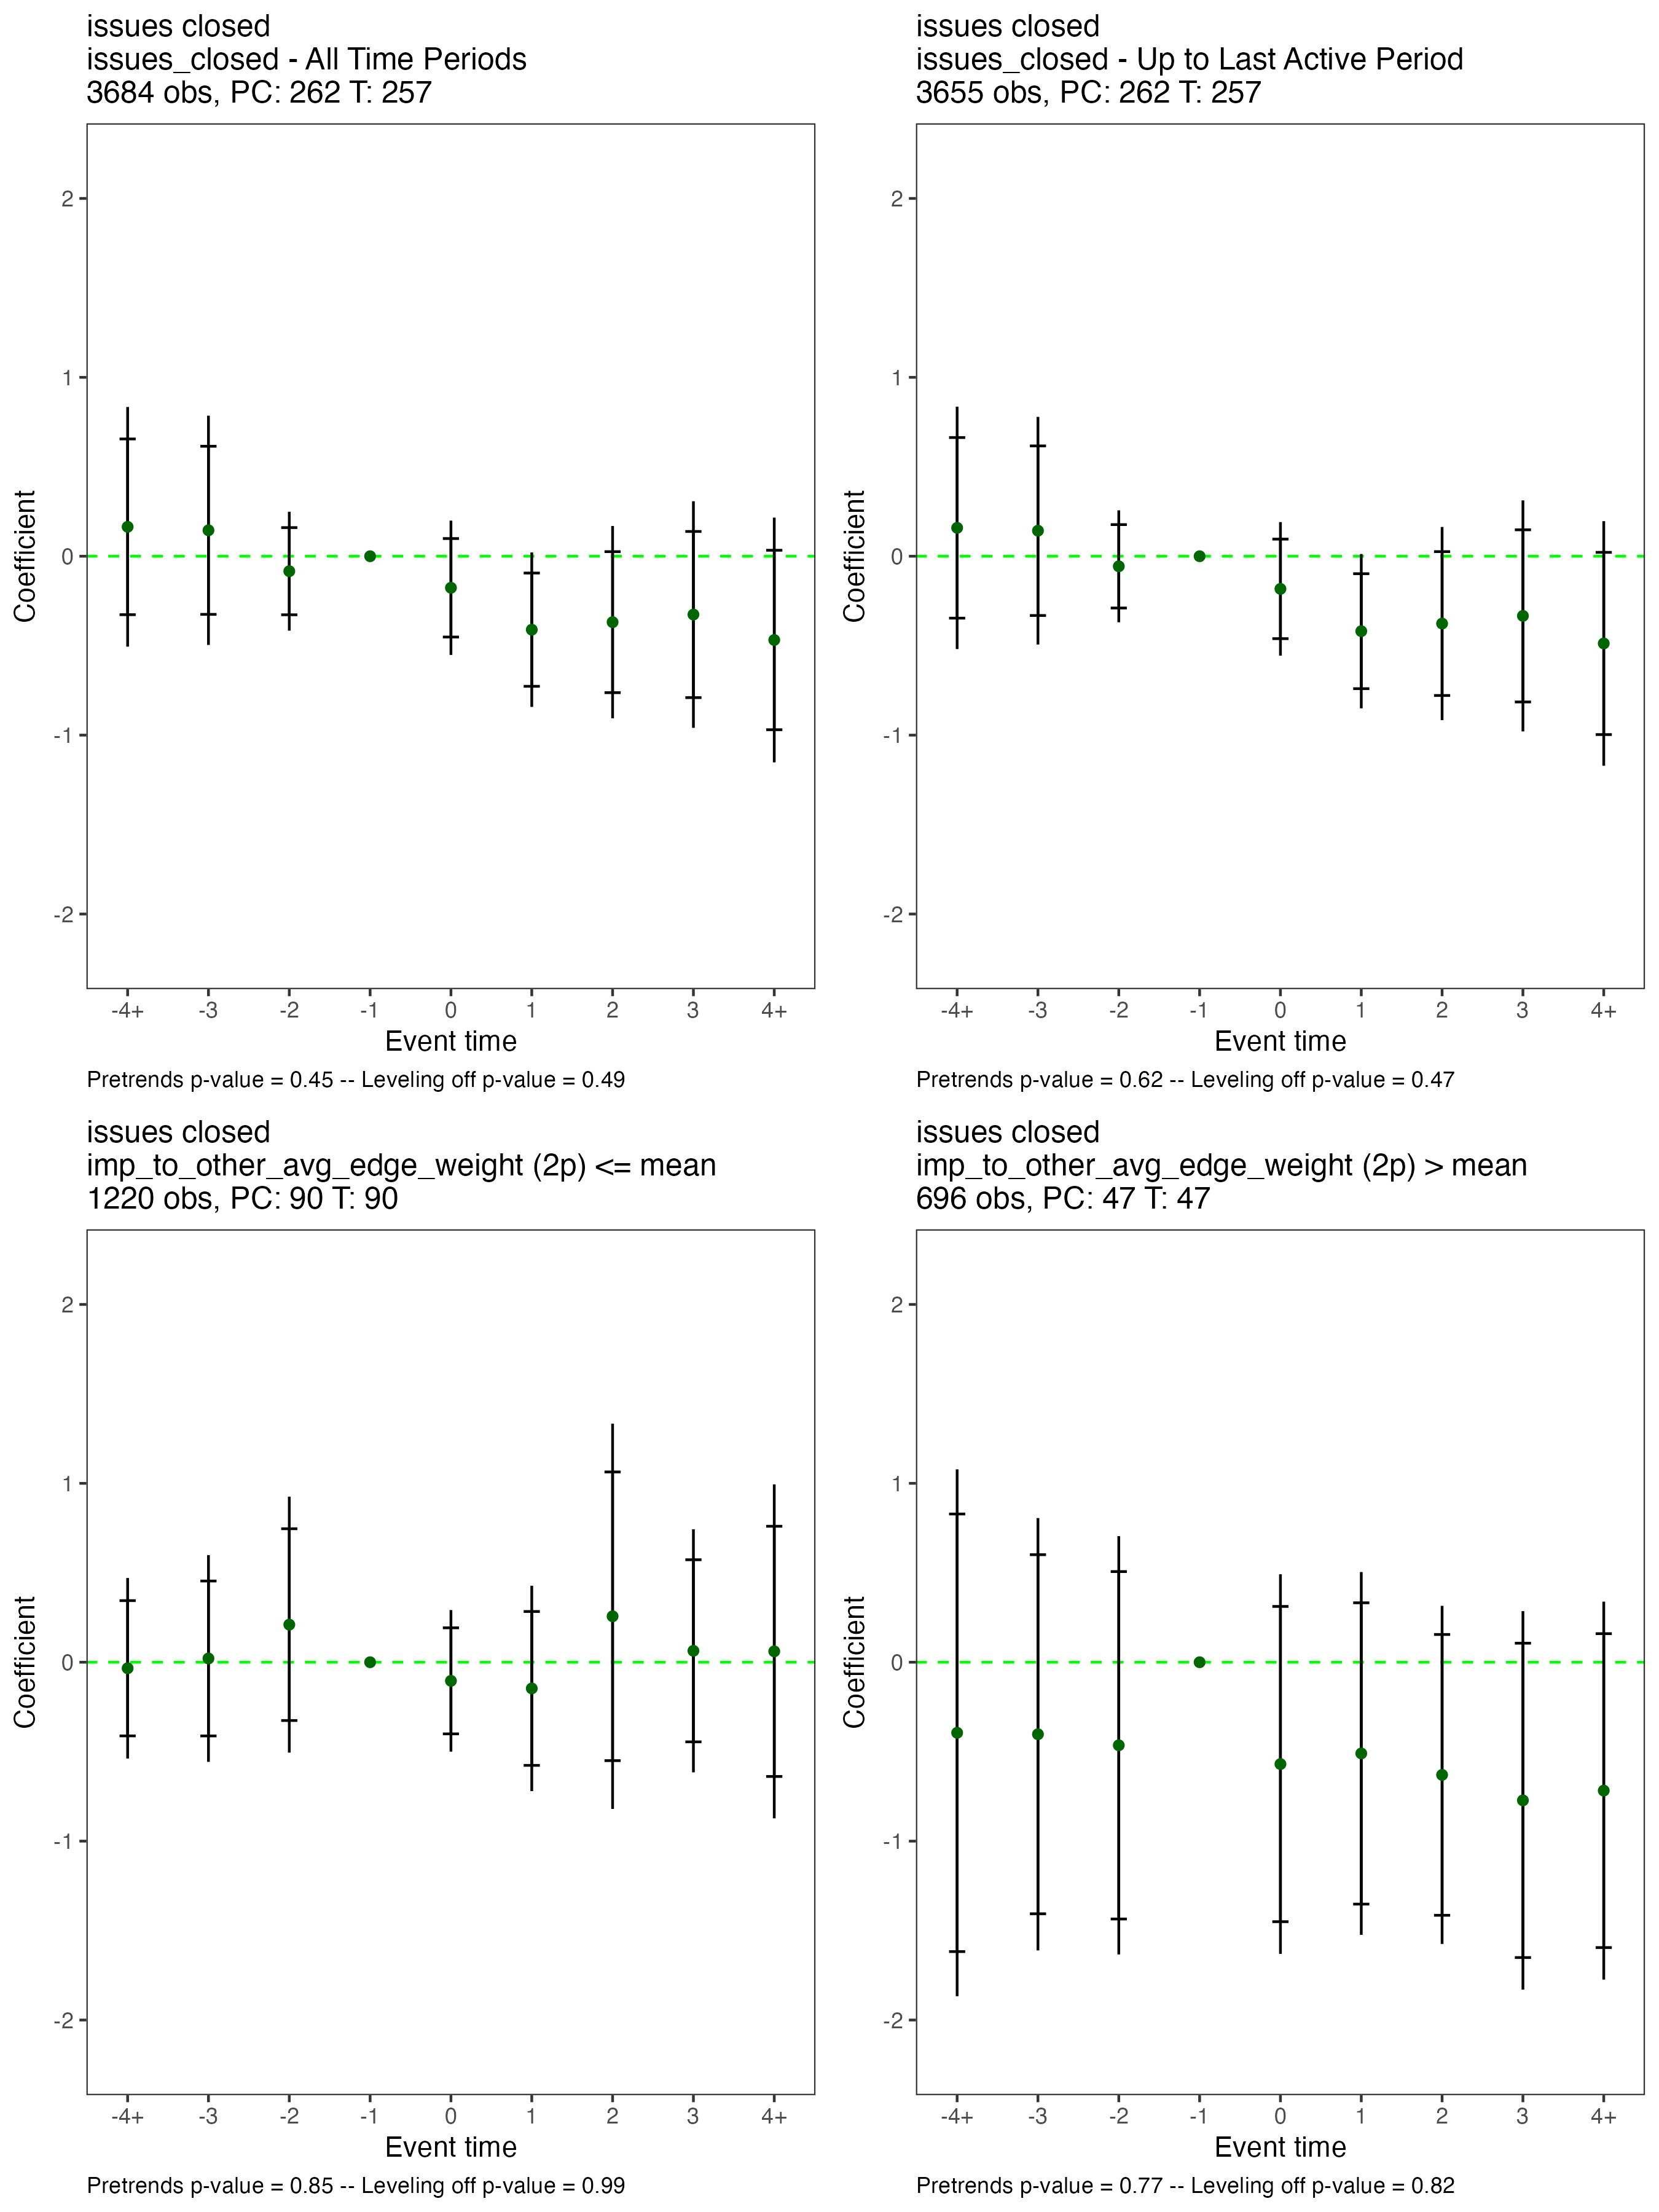 issues closed
issues_closed - All Time Periods
3684 obs, PC: 262 T: 257
2
1
0
-1
-2
Coefficient
-4+ -3 -2 -1 0 1 2 3 4+
Event time
Pretrends p-value = 0.45 -- Leveling off p-value = 0.49
issues closed
issues_closed - Up to Last Active Period
3655 obs, PC: 262 T: 257
2
1
0
-1
-2
Coefficient
-4+ -3 -2 -1 0 1 2 3 4+
Event time
Pretrends p-value = 0.62 -- Leveling off p-value = 0.47
issues closed
imp_to_other_avg_edge_weight (2p) <= mean
1220 obs, PC: 90 T: 90
2
1
0
-1
-2
Coefficient
-4+ -3 -2 -1 0 1 2 3 4+
Event time
Pretrends p-value = 0.85 -- Leveling off p-value = 0.99
issues closed
imp_to_other_avg_edge_weight (2p) > mean
696 obs, PC: 47 T: 47
2
1
0
-1
-2
Coefficient
-4+ -3 -2 -1 0 1 2 3 4+
Event time
Pretrends p-value = 0.77 -- Leveling off p-value = 0.82